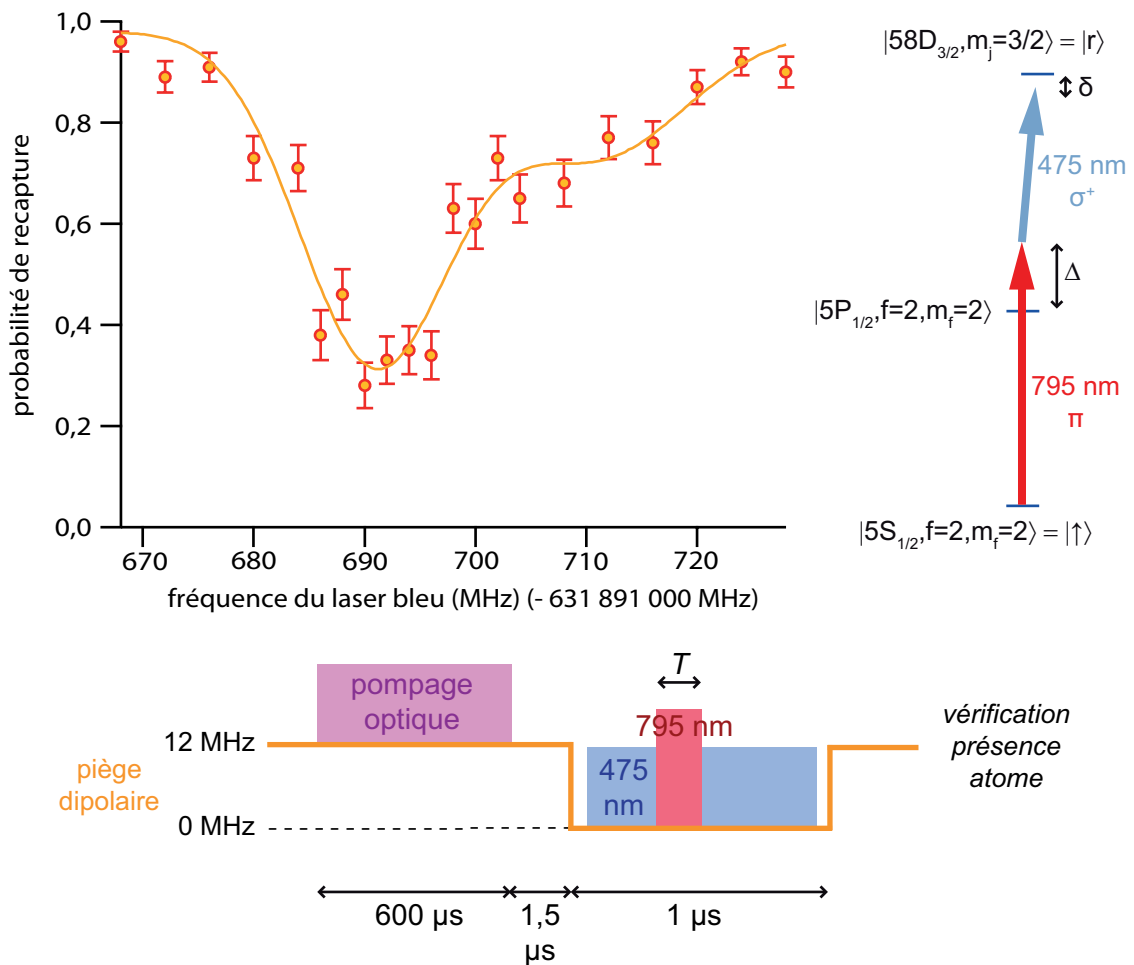 1,0
0,8
0,6
0,4
0,2
0,0
probabilité de recapture
670 680 690 700 710 720
fréquence du laser bleu (MHz) (- 631 891 000 MHz)
|58D3/2,mj=3/2⟩ = |r⟩
δ
475 nm
σ+
Δ
|5P1/2,f=2,mf=2⟩
795 nm
π
|5S1/2,f=2,mf=2⟩ = |↑⟩
pompage
optique
T
795 nm
475
nm
12 MHz
0 MHz
piège
dipolaire
vérification
présence
atome
600 µs
1,5
µs
1 µs